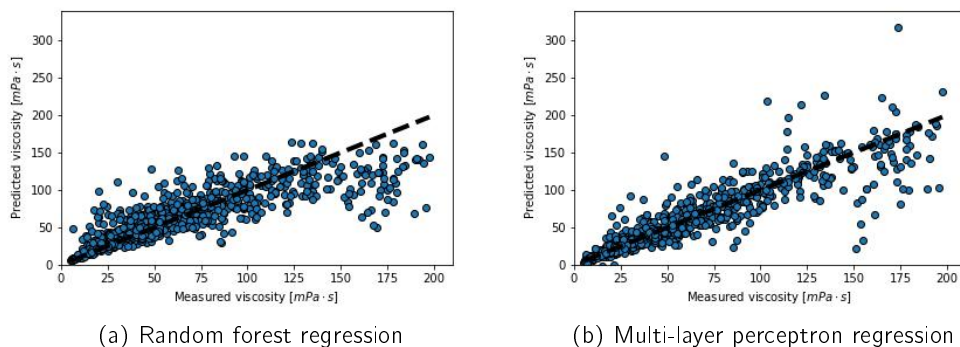 300
250
200
150
100
50
0
Predicted viscosity [mPa · s]
0 25 50 75 100 125 150 175 200
Measured viscosity [mPa · s]
(a) Random forest regression
300
250
200
150
100
50
0
Predicted viscosity [mPa · s]
0 25 50 75 100 125 150 175 200
Measured viscosity [mPa · s]
(b) Multi-layer perceptron regression